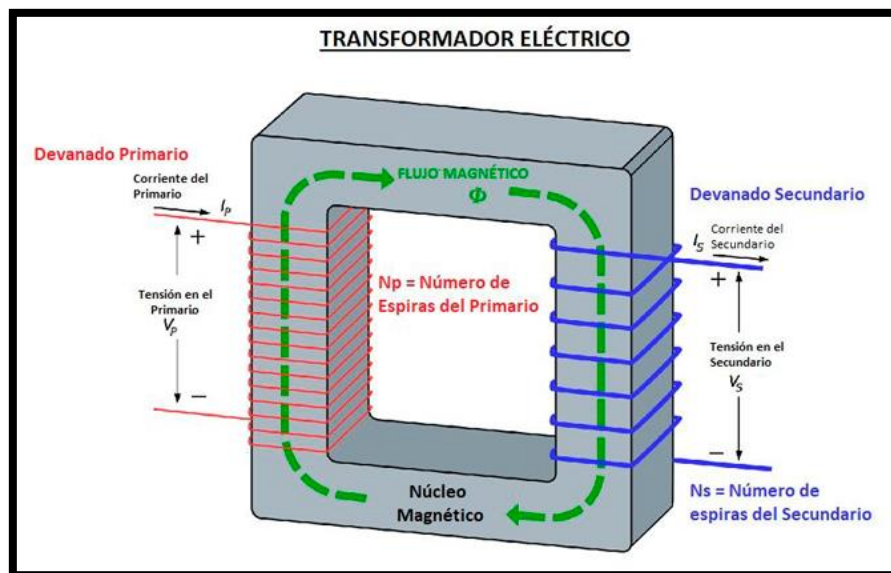 TRANSFORMADOR ELÉCTRICO
Devanado Primario
Corriente del
Primario
I_P
+
Tensión en el
Primario
V_P
−
FLUJO MAGNÉTICO
Φ
Np = Número de
Espiras del Primario
Núcleo
Magnético
Devanado Secundario
I_S
Corriente del
Secundario
+
Tensión en el
Secundario
V_S
−
Ns = Número de
espiras del Secundario